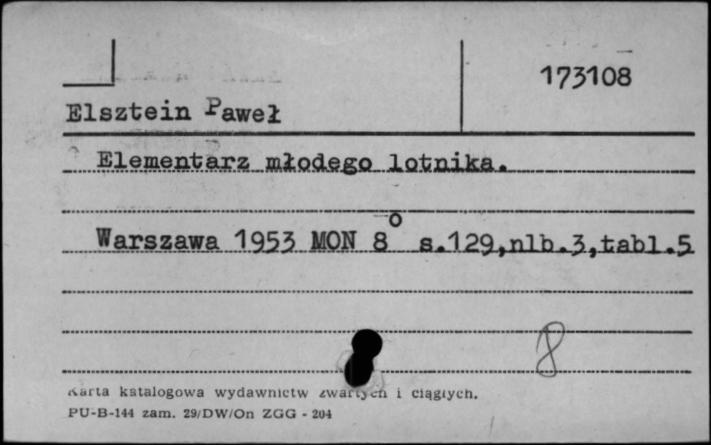 173108
Elsztein Paweł
Elementarz młodego lotnika.
Warszawa 1953 MON 8° s.129,nlb.3,tabl.5
8
Karta katalogowa wydawnictw zwartych i ciągłych.
PU-B-144 zam. 29/DW/On ZGG - 204